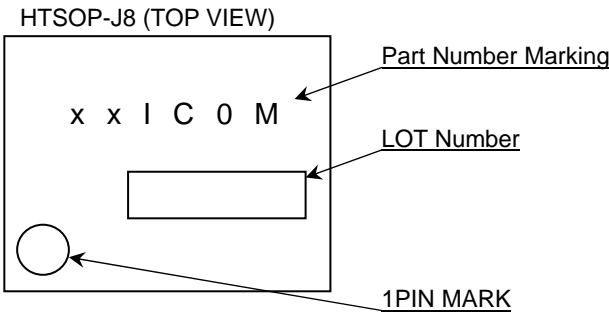 HTSOP-J8 (TOP VIEW)
Part Number Marking
x x I C 0 M
LOT Number
1PIN MARK